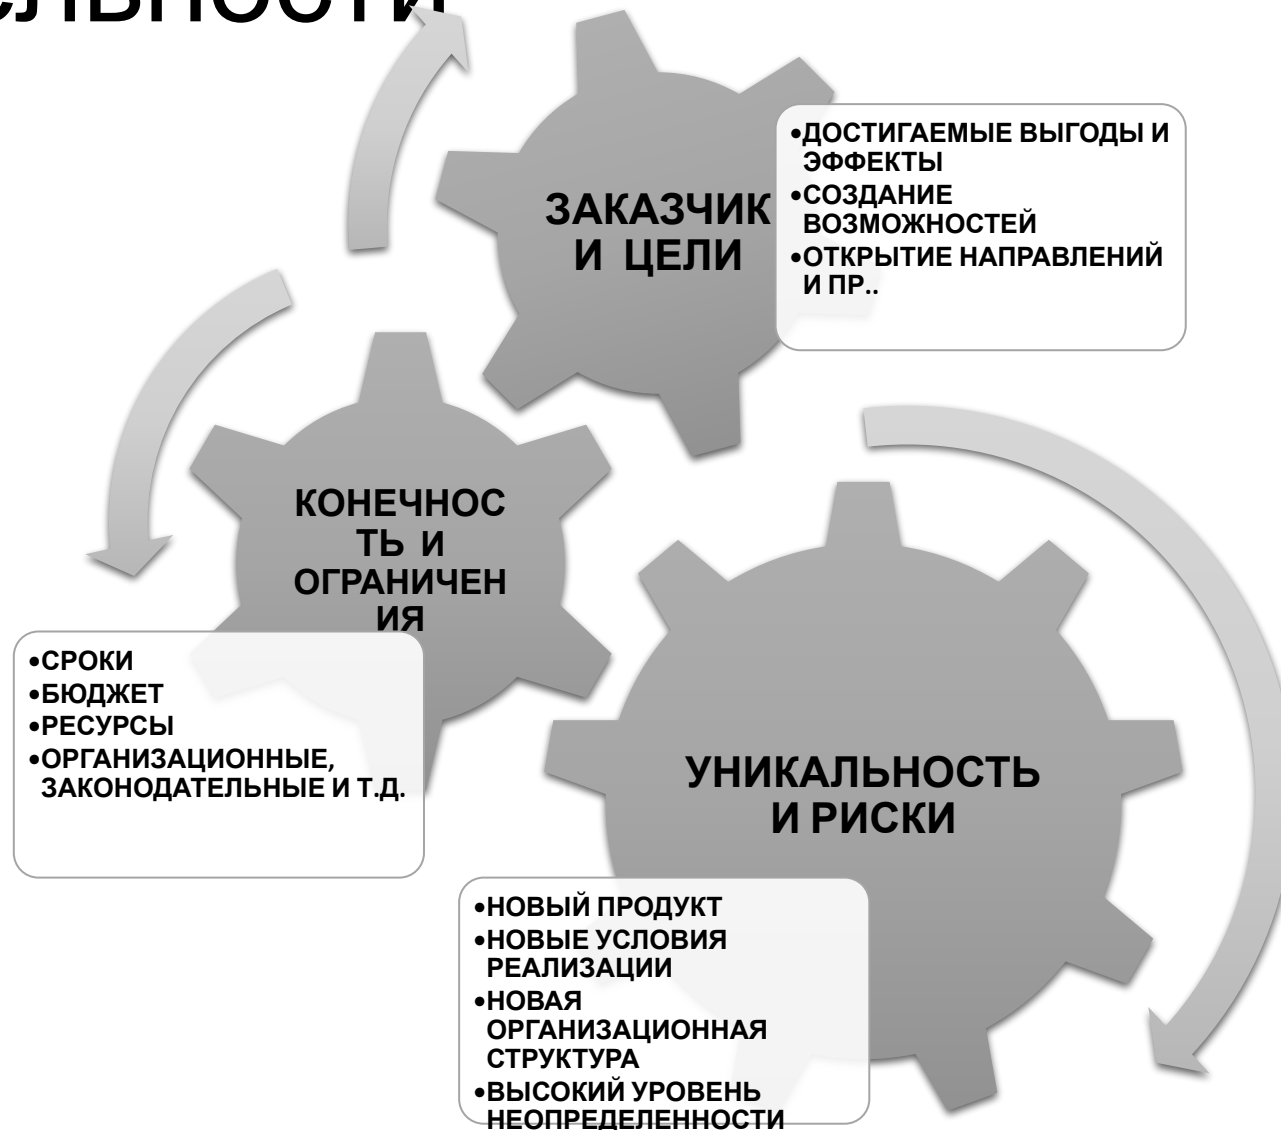 ЕЛЬНОСТИ
ЗАКАЗЧИК
И ЦЕЛИ
•ДОСТИГАЕМЫЕ ВЫГОДЫ И
ЭФФЕКТЫ
•СОЗДАНИЕ
ВОЗМОЖНОСТЕЙ
•ОТКРЫТИЕ НАПРАВЛЕНИЙ
И ПР..
КОНЕЧНОС
ТЬ И
ОГРАНИЧЕН
ИЯ
•СРОКИ
•БЮДЖЕТ
•РЕСУРСЫ
•ОРГАНИЗАЦИОННЫЕ,
ЗАКОНОДАТЕЛЬНЫЕ И Т.Д.
УНИКАЛЬНОСТЬ
И РИСКИ
•НОВЫЙ ПРОДУКТ
•НОВЫЕ УСЛОВИЯ
РЕАЛИЗАЦИИ
•НОВАЯ
ОРГАНИЗАЦИОННАЯ
СТРУКТУРА
•ВЫСОКИЙ УРОВЕНЬ
НЕОПРЕДЕЛЕННОСТИ